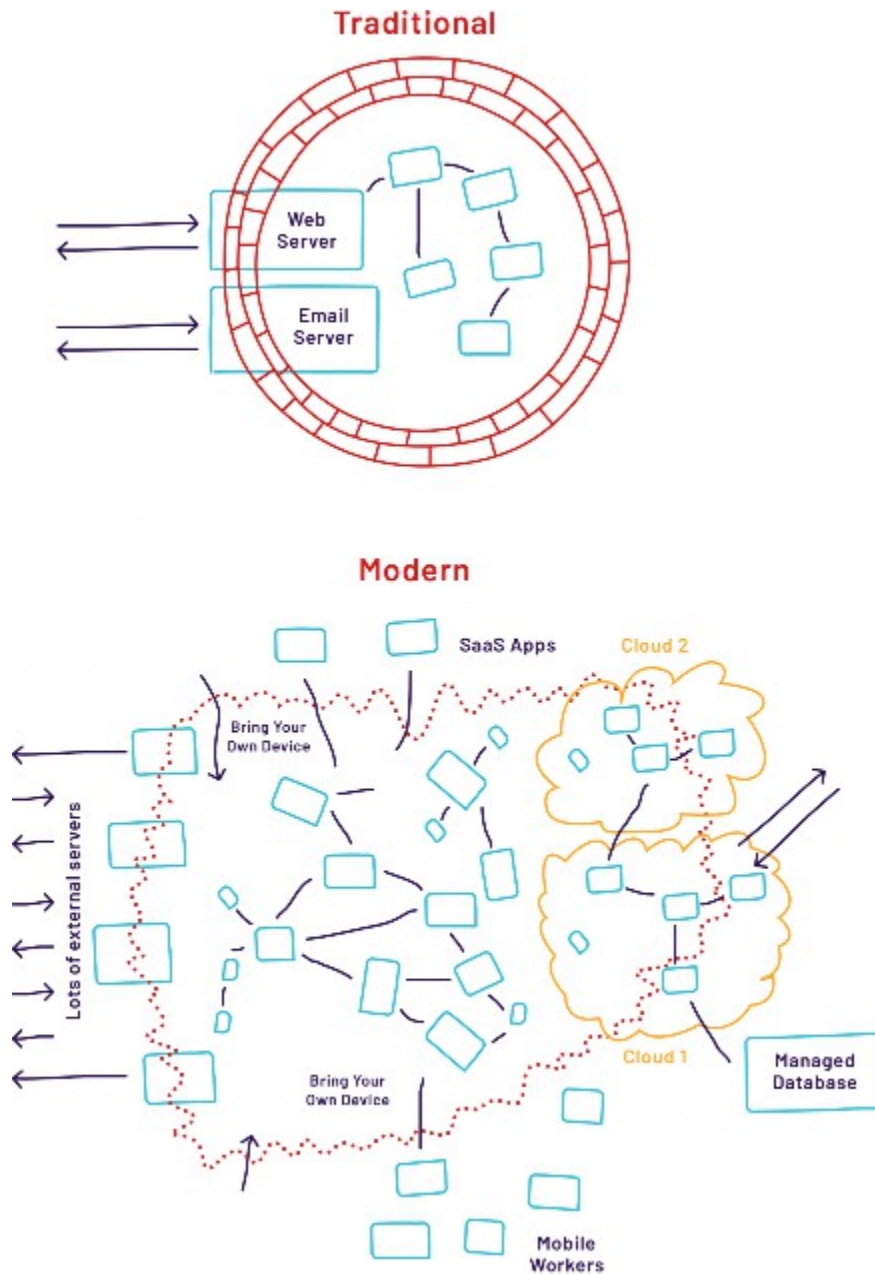 Traditional
Web
Server
Email
Server
Modern
SaaS Apps
Cloud 2
Bring Your
Own Device
Lots of external servers
Cloud 1
Managed
Database
Bring Your
Own Device
Mobile
Workers